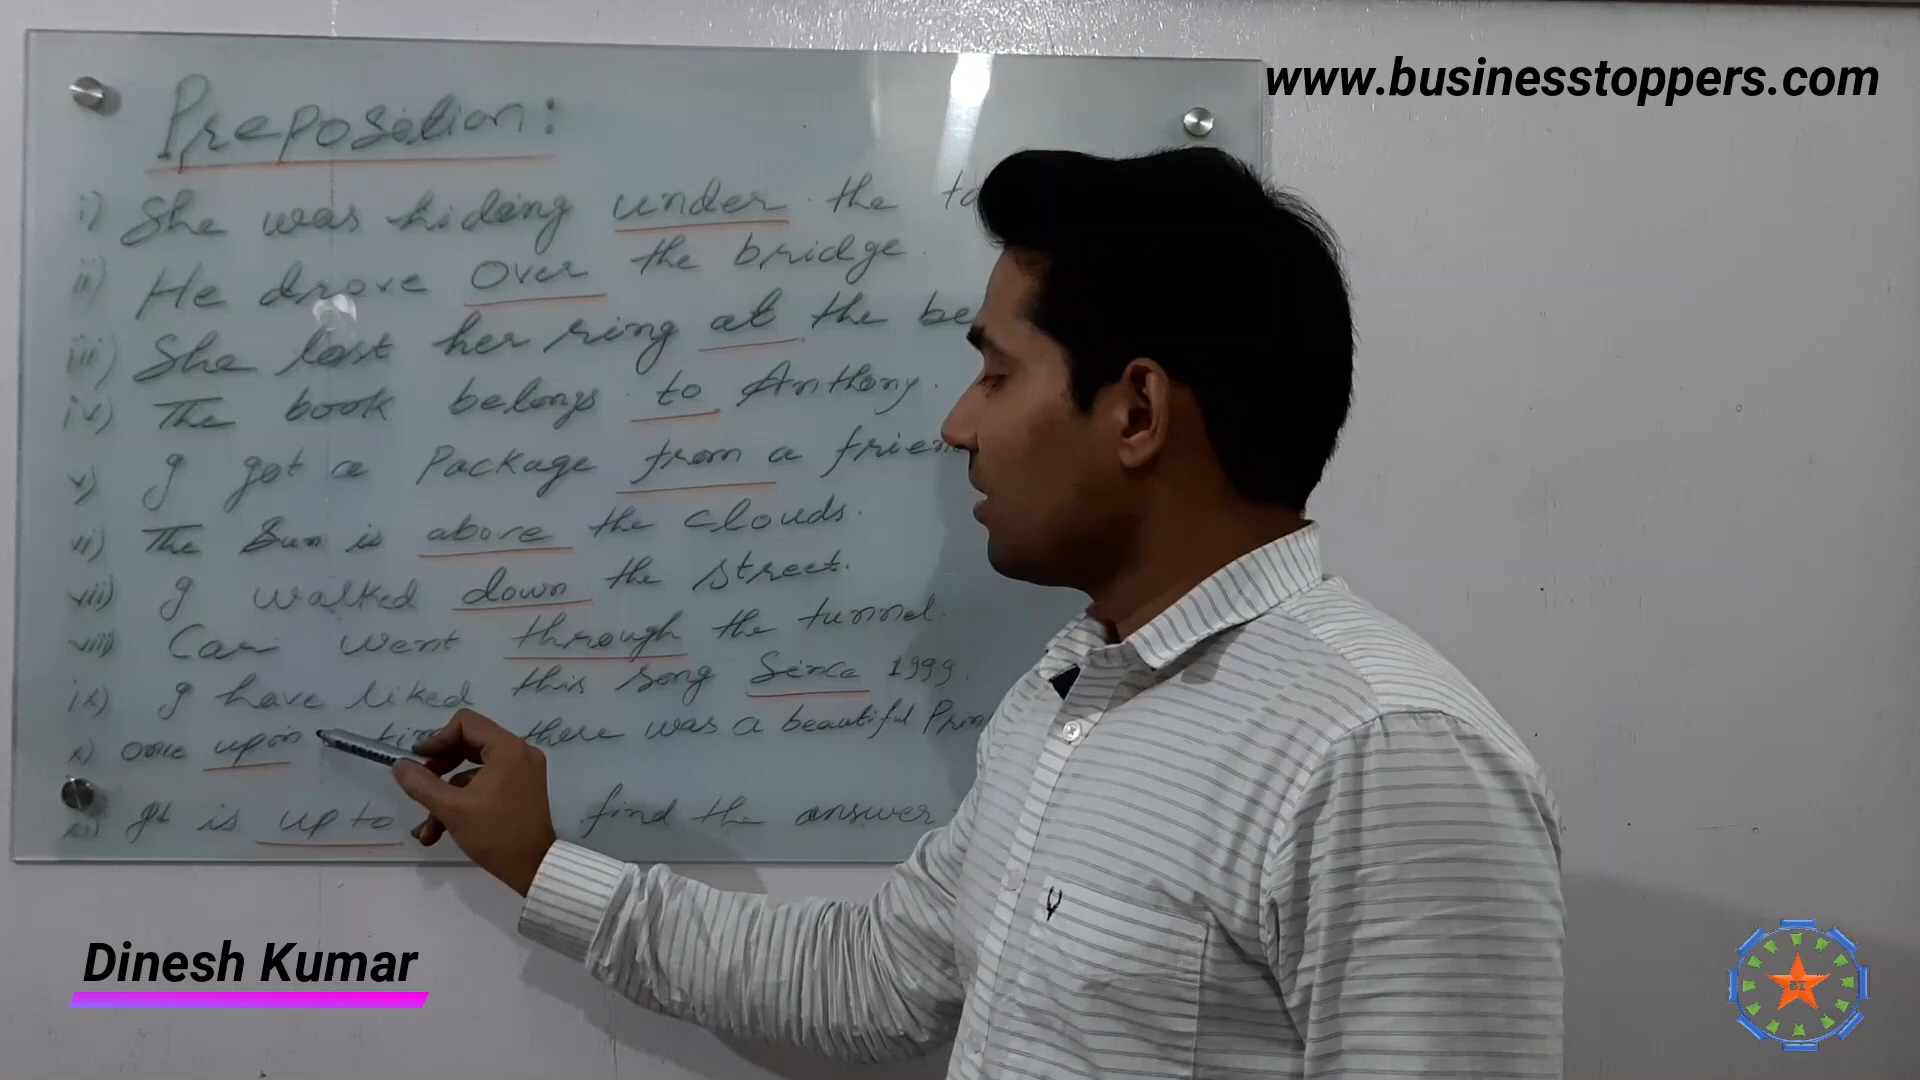 www.businesstoppers.com
Preposition:
i) She was hiding under the
ii) He drove over the bridge.
iii) She lost her ring at the
iv) The book belongs to Anthony.
v) I got a Package from a
vi) The Sun is above the clouds.
vii) I walked down the street.
viii) Car went through the tunnel.
ix) I have liked this song Since 1999.
x) once upon there was a beautiful
xi) It is up to find the answer
Dinesh Kumar
BT